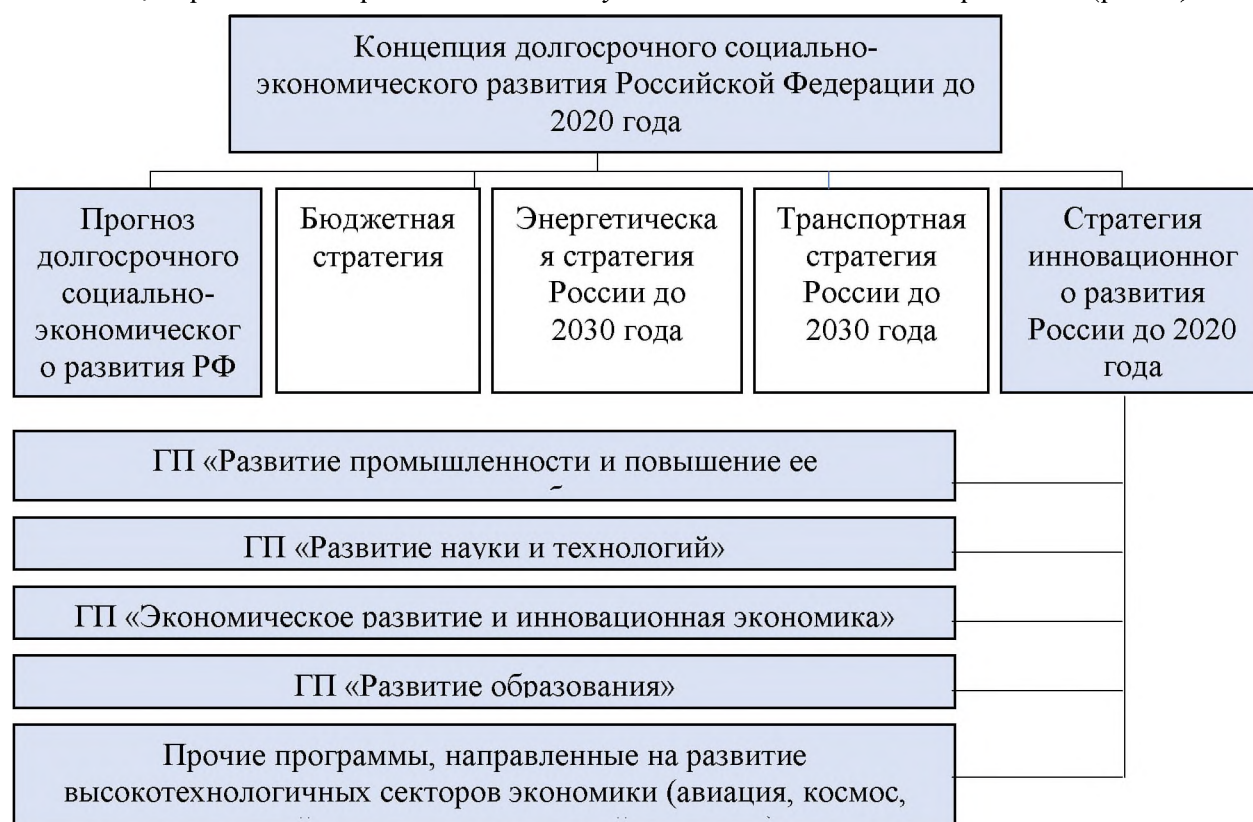 Концепция долгосрочного социально-
экономического развития Российской Федерации до
2020 года
Прогноз
долгосрочного
социально-
экономическог
о развития РФ
Бюджетная
стратегия
Энергетическа
я стратегия
России до
2030 года
Транспортная
стратегия
России до
2030 года
Стратегия
инновационног
о развития
России до 2020
года
ГП «Развитие промышленности и повышение ее
ГП «Развитие науки и технологий»
ГП «Экономическое развитие и инновационная экономика»
ГП «Развитие образования»
Прочие программы, направленные на развитие
высокотехнологичных секторов экономики (авиация, космос,